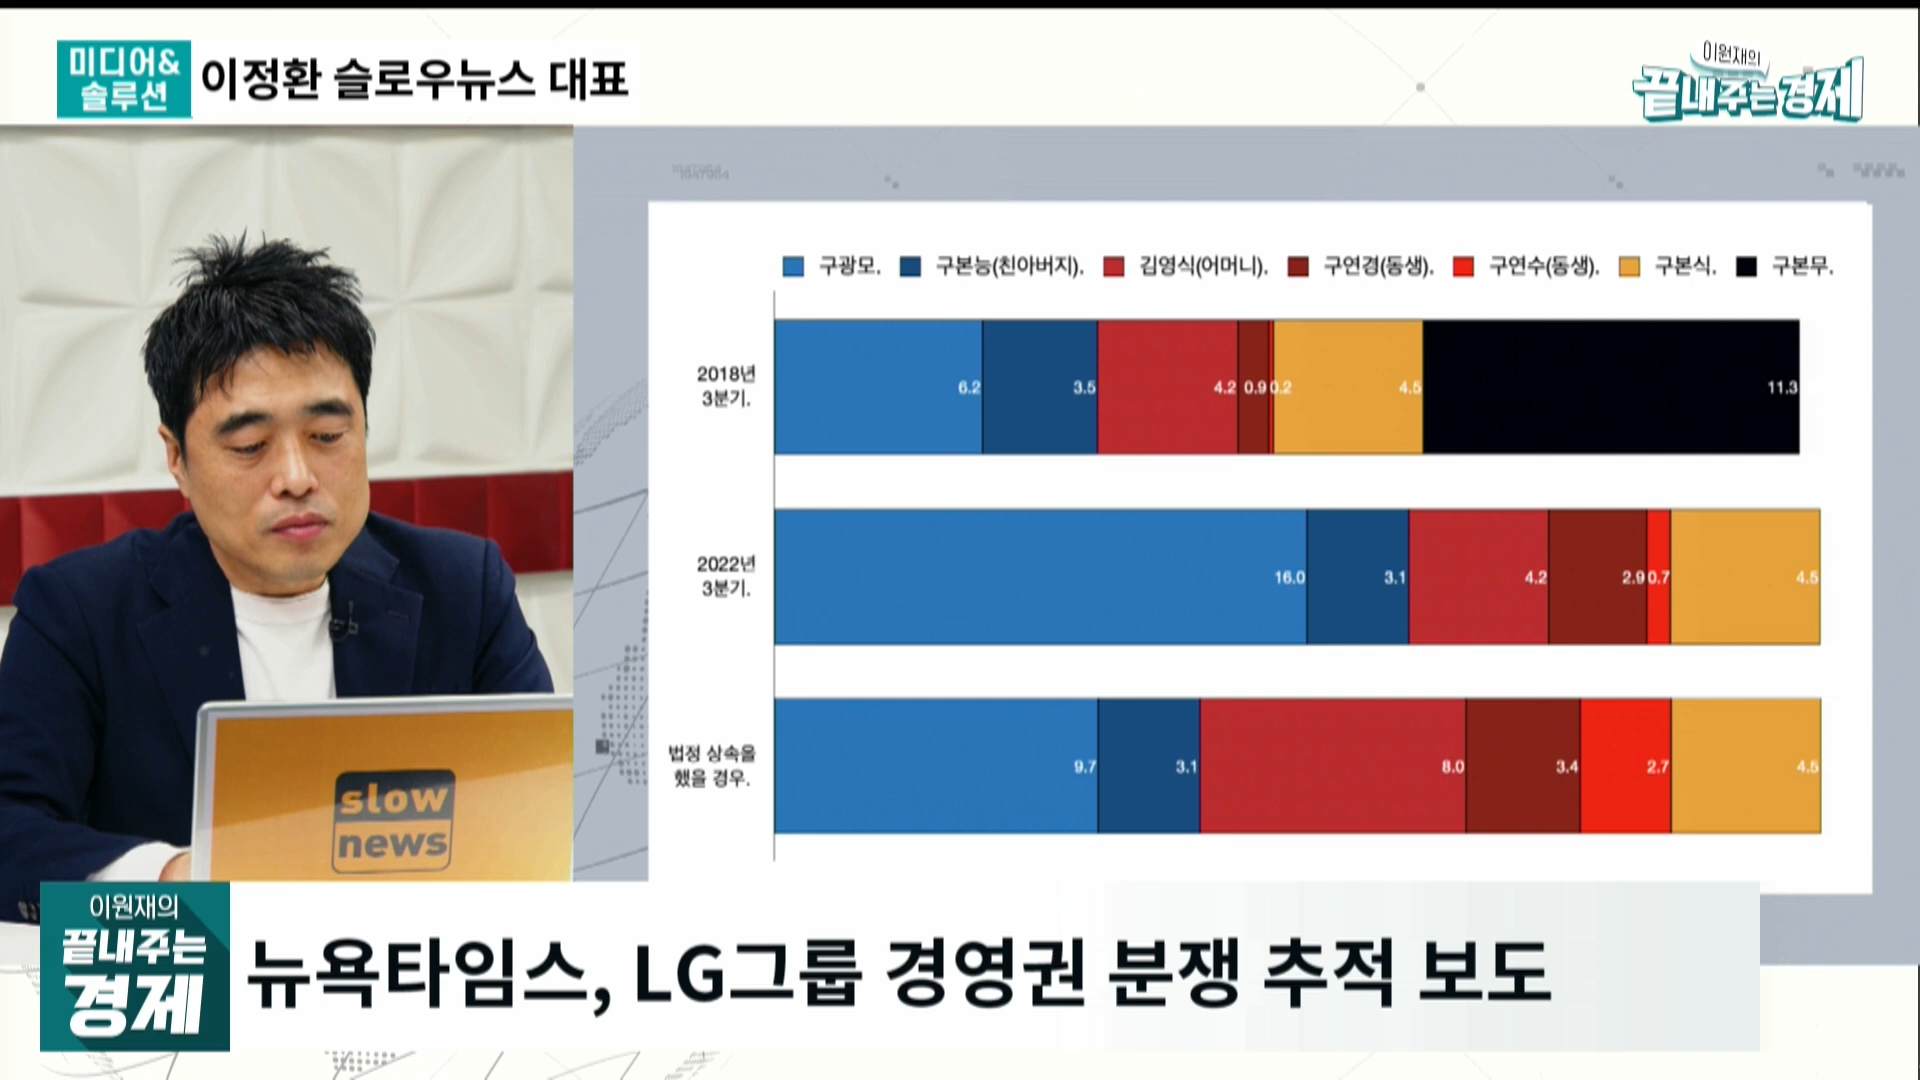 미디어&
솔루션
이정환 슬로우뉴스 대표
이원재의
끝내주는경제
1047964
구광모. 구본능(친아버지). 김영식(어머니). 구연경(동생). 구연수(동생). 구본식. 구본무.
2018년
3분기.
6.2 3.5 4.2 0.9 0.2 4.5 11.3
2022년
3분기.
16.0 3.1 4.2 2.9 0.7 4.5
법정 상속을
했을 경우.
9.7 3.1 8.0 3.4 2.7 4.5
slow
news
이원재의
끝내주는
경제
뉴욕타임스, LG그룹 경영권 분쟁 추적 보도